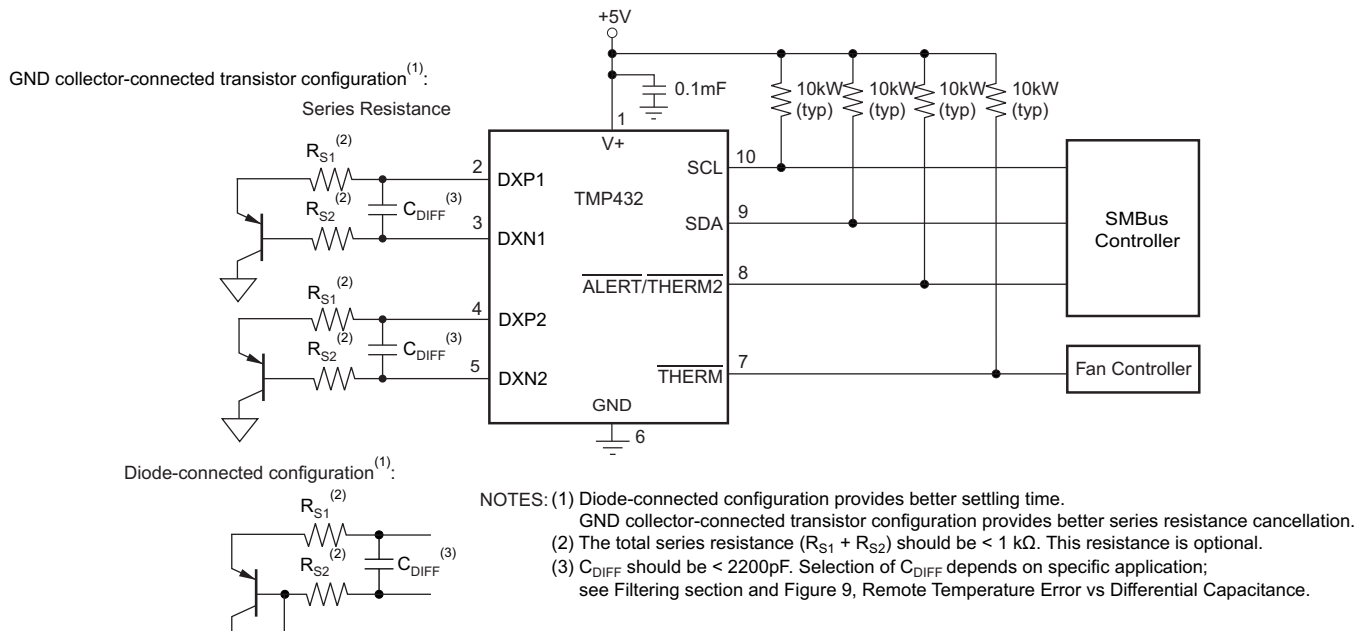 +5V
GND collector-connected transistor configuration(1):
Series Resistance
0.1mF
10kW
(typ)
10kW
(typ)
10kW
(typ)
10kW
(typ)
1
V+
RS1(2)
2
DXP1
TMP432
SCL
10
RS2(2)
CDIFF(3)
3
DXN1
SDA
9
SMBus
Controller
ALERT/THERM2
8
RS1(2)
4
DXP2
RS2(2)
CDIFF(3)
5
DXN2
THERM
7
Fan Controller
GND
6
Diode-connected configuration(1):
RS1(2)
RS2(2)
CDIFF(3)
NOTES: (1) Diode-connected configuration provides better settling time.
GND collector-connected transistor configuration provides better series resistance cancellation.
(2) The total series resistance (RS1 + RS2) should be < 1 kΩ. This resistance is optional.
(3) CDIFF should be < 2200pF. Selection of CDIFF depends on specific application;
see Filtering section and Figure 9, Remote Temperature Error vs Differential Capacitance.